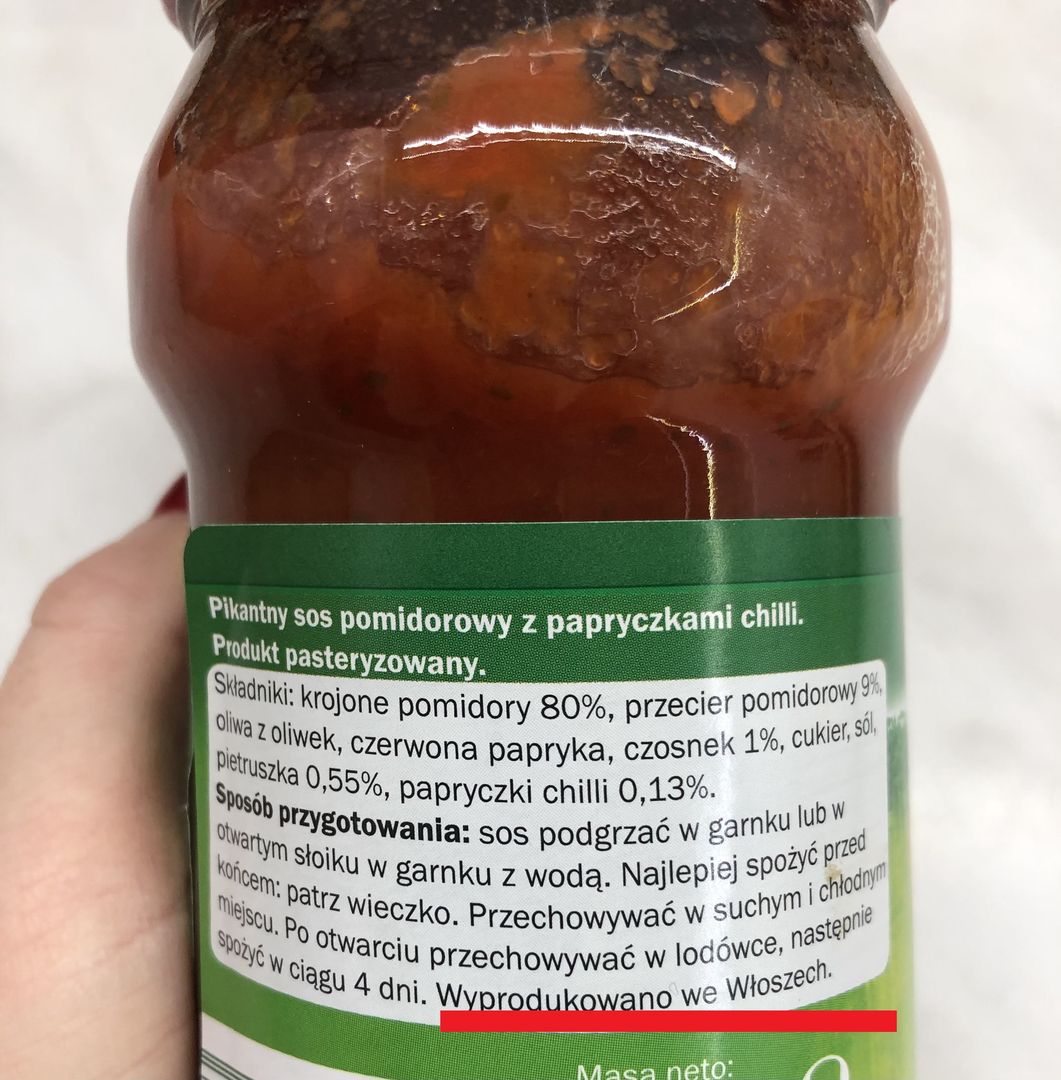 Pikantny sos pomidorowy z papryczkami chilli.
Produkt pasteryzowany.
Składniki: krojone pomidory 80%, przecier pomidorowy 9%,
oliwa z oliwek, czerwona papryka, czosnek 1%, cukier, sól,
pietruszka 0,55%, papryczki chilli 0,13%.
Sposób przygotowania: sos podgrzać w garnku lub w
otwartym słoiku w garnku z wodą. Najlepiej spożyć przed
końcem: patrz wieczko. Przechowywać w suchym i chłodnym
miejscu. Po otwarciu przechowywać w lodówce, następnie
spożyć w ciągu 4 dni. Wyprodukowano we Włoszech.
Masa neto: